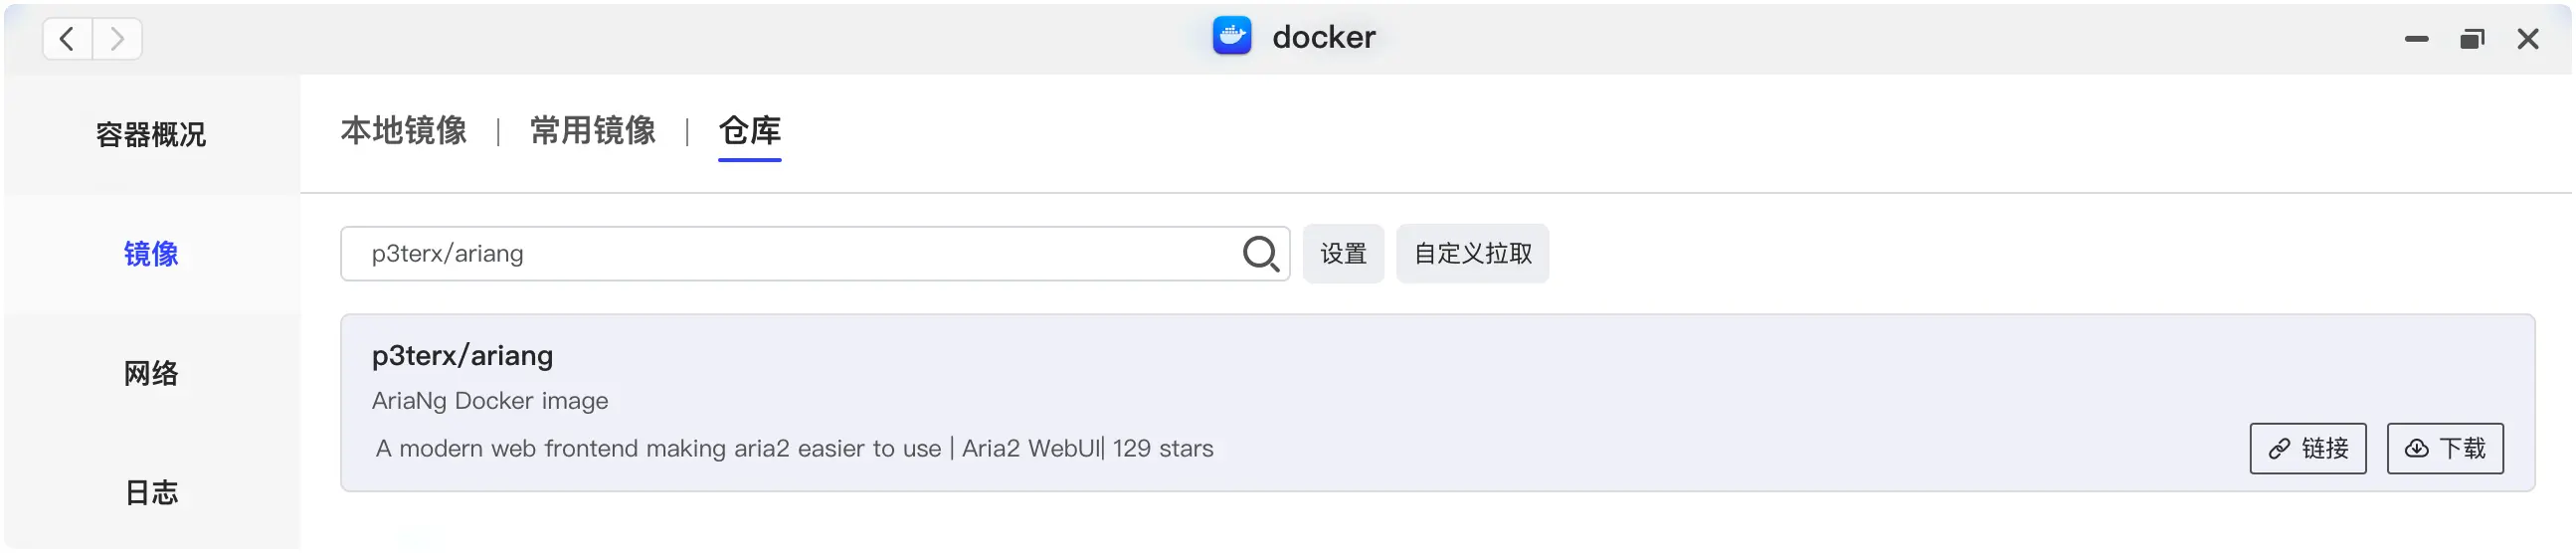 docker
容器概况
镜像
网络
日志
本地镜像 | 常用镜像 | 仓库
p3terx/ariang 设置 自定义拉取
p3terx/ariang
AriaNg Docker image
A modern web frontend making aria2 easier to use | Aria2 WebUI| 129 stars
链接 下载